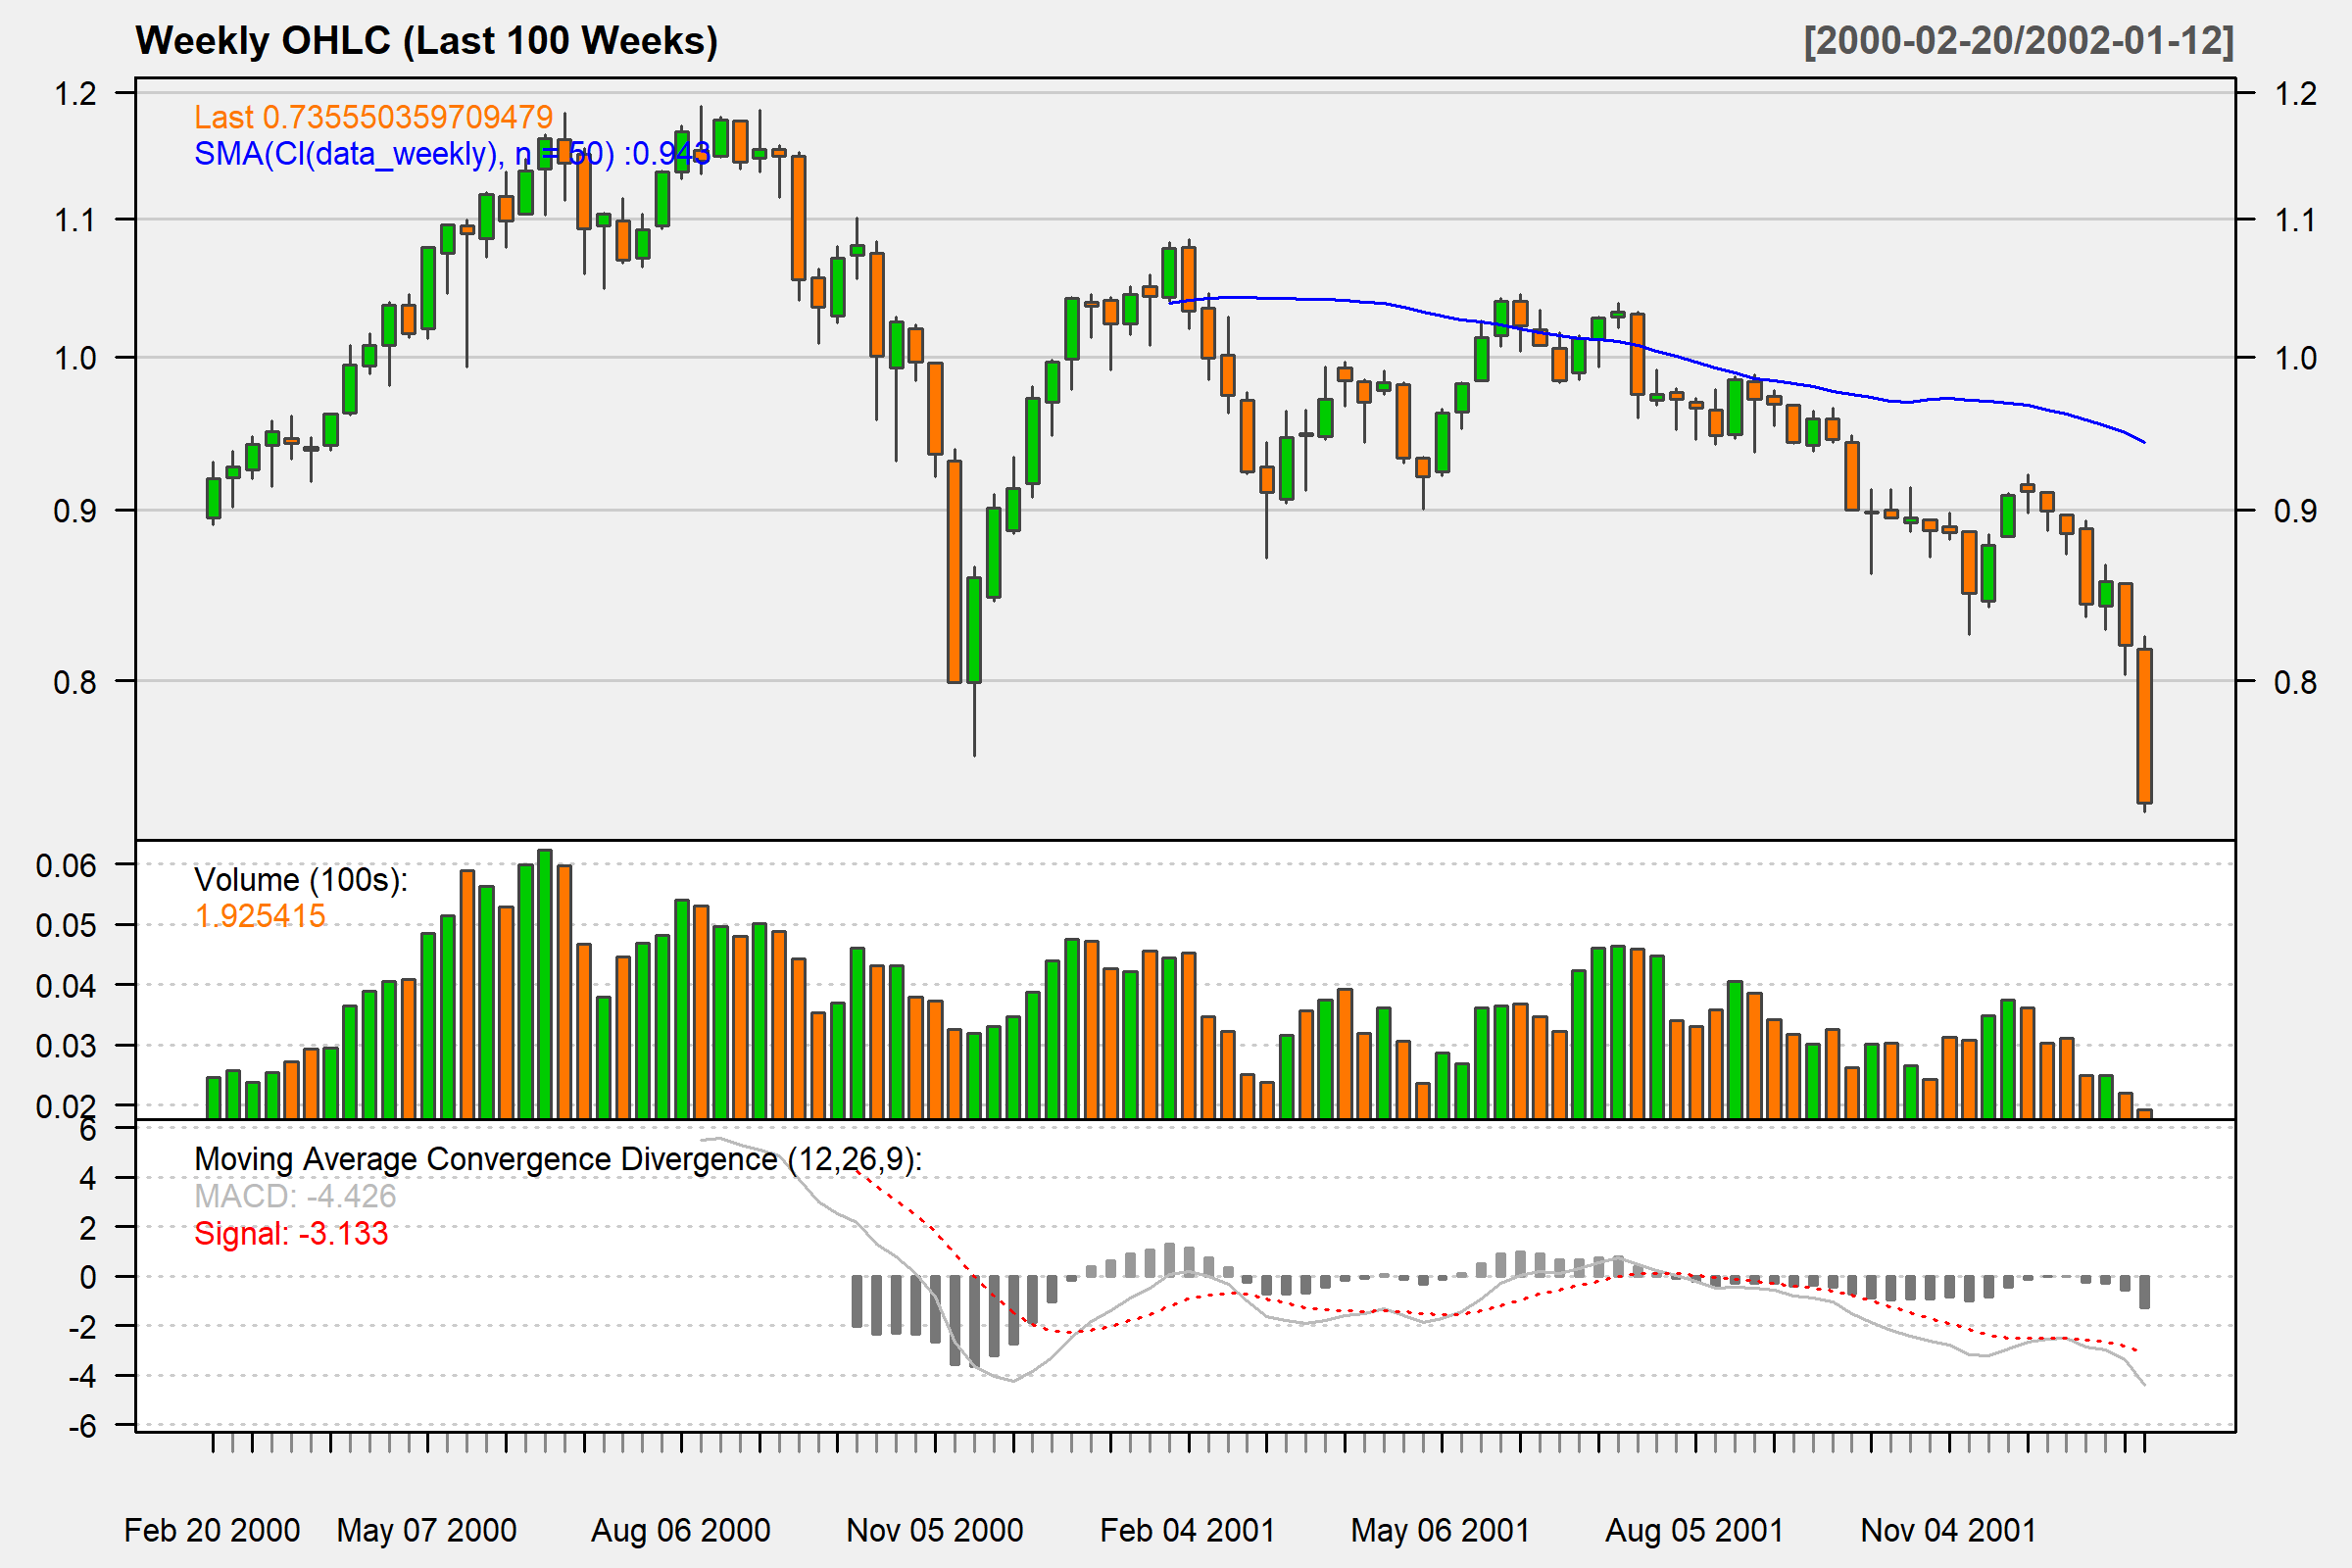 Weekly OHLC (Last 100 Weeks)
[2000-02-20/2002-01-12]
1.2
1.1
1.0
0.9
0.8
Last 0.735550359709479
SMA(Cl(data_weekly), n = 50) :0.943
1.2
1.1
1.0
0.9
0.8
0.06
0.05
0.04
0.03
0.02
Volume (100s):
1.925415
6
4
2
0
-2
-4
-6
Moving Average Convergence Divergence (12,26,9):
MACD: -4.426
Signal: -3.133
Feb 20 2000
May 07 2000
Aug 06 2000
Nov 05 2000
Feb 04 2001
May 06 2001
Aug 05 2001
Nov 04 2001